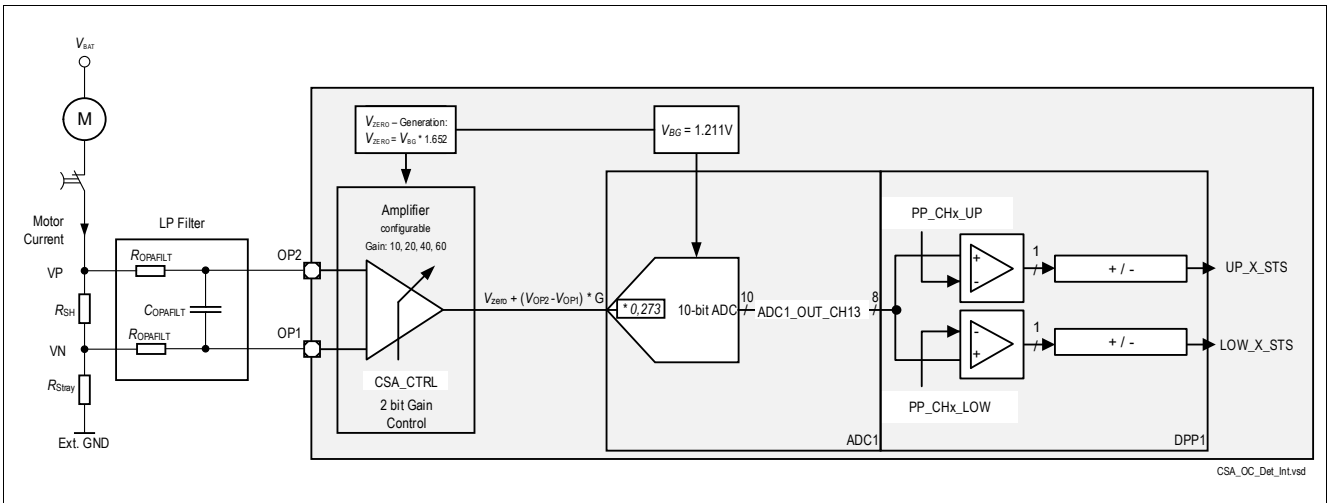 VBAT
M
Motor
Current
VP
RSH
VN
RStray
Ext. GND
LP Filter
ROPAFILT
COPAFILT
ROPAFILT
OP2
OP1
VZERO – Generation:
VZERO = VBG * 1.652
Amplifier
configurable
Gain: 10, 20, 40, 60
CSA_CTRL
2 bit Gain
Control
Vzero + (VOP2 -VOP1) * G
VBG = 1.211V
* 0,273
10-bit ADC
10
ADC1_OUT_CH13
8
ADC1
PP_CHx_UP
+
-
1
+ / -
UP_X_STS
-
+
1
+ / -
LOW_X_STS
PP_CHx_LOW
DPP1
CSA_OC_Det_Int.vsd